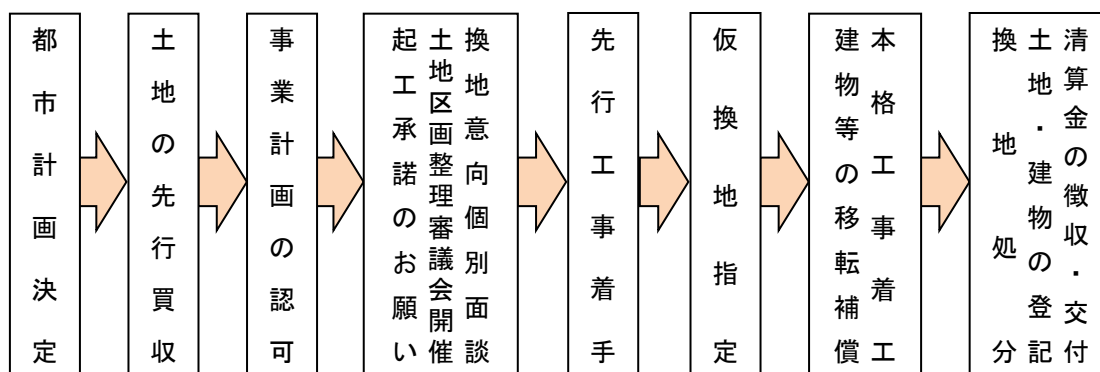 都市計画決定
土地の先行買収
事業計画の認可
換地意向個別面談
土地区画整理審議会開催
起工承諾のお願い
先行工事着手
仮換地指定
本格工事着工
建物等の移転補償
清算金の徴収・交付
土地・建物の登記
換地処分